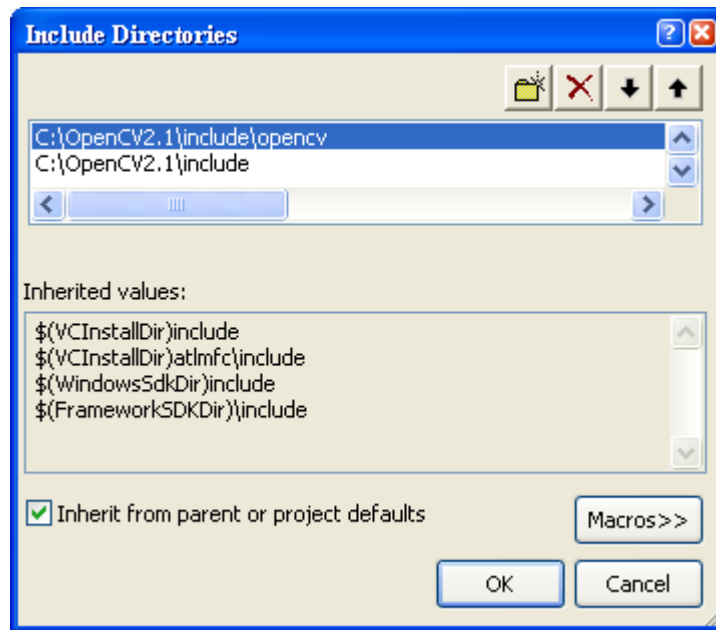 Include Directories
C:\OpenCV2.1\include\opencv
C:\OpenCV2.1\include
Inherited values:
$(VCInstallDir)include
$(VCInstallDir)atlmfc\include
$(WindowsSdkDir)include
$(FrameworkSDKDir)\include
Inherit from parent or project defaults
Macros>>
OK
Cancel